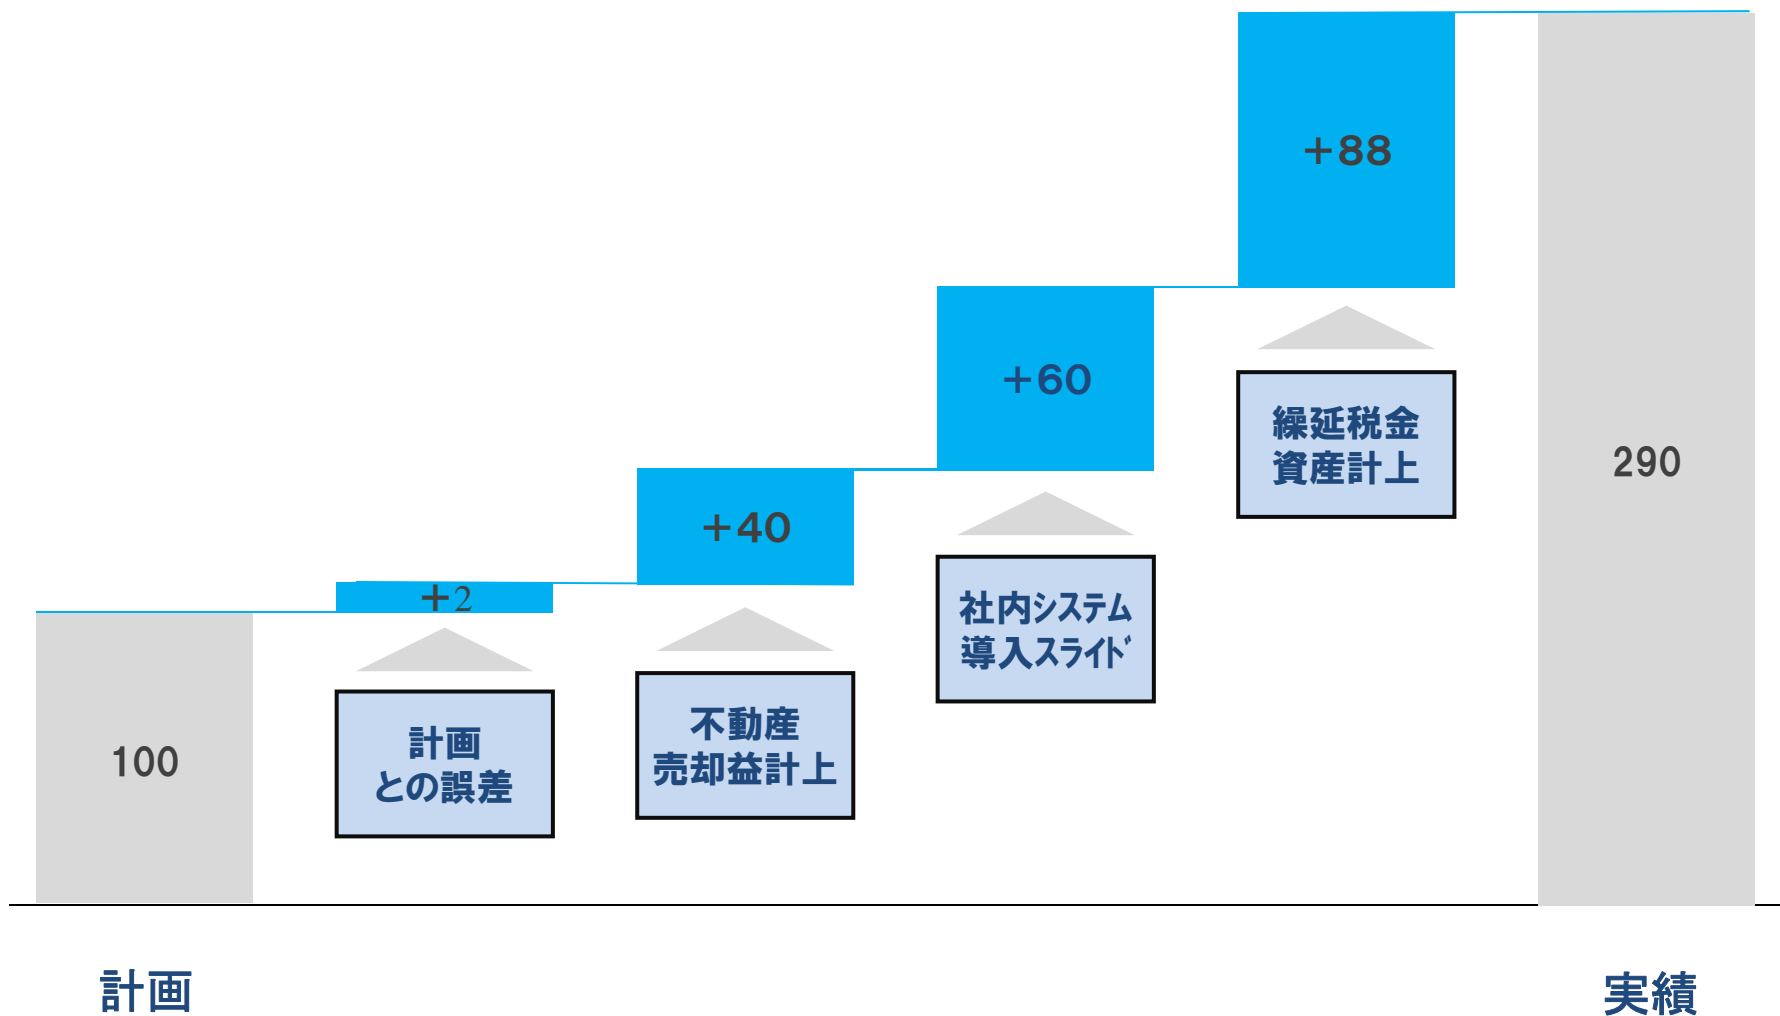 +88
+60
+40
+2
100
290
計画
との誤差
不動産
売却益計上
社内システム
導入スライド
繰延税金
資産計上
計画
実績